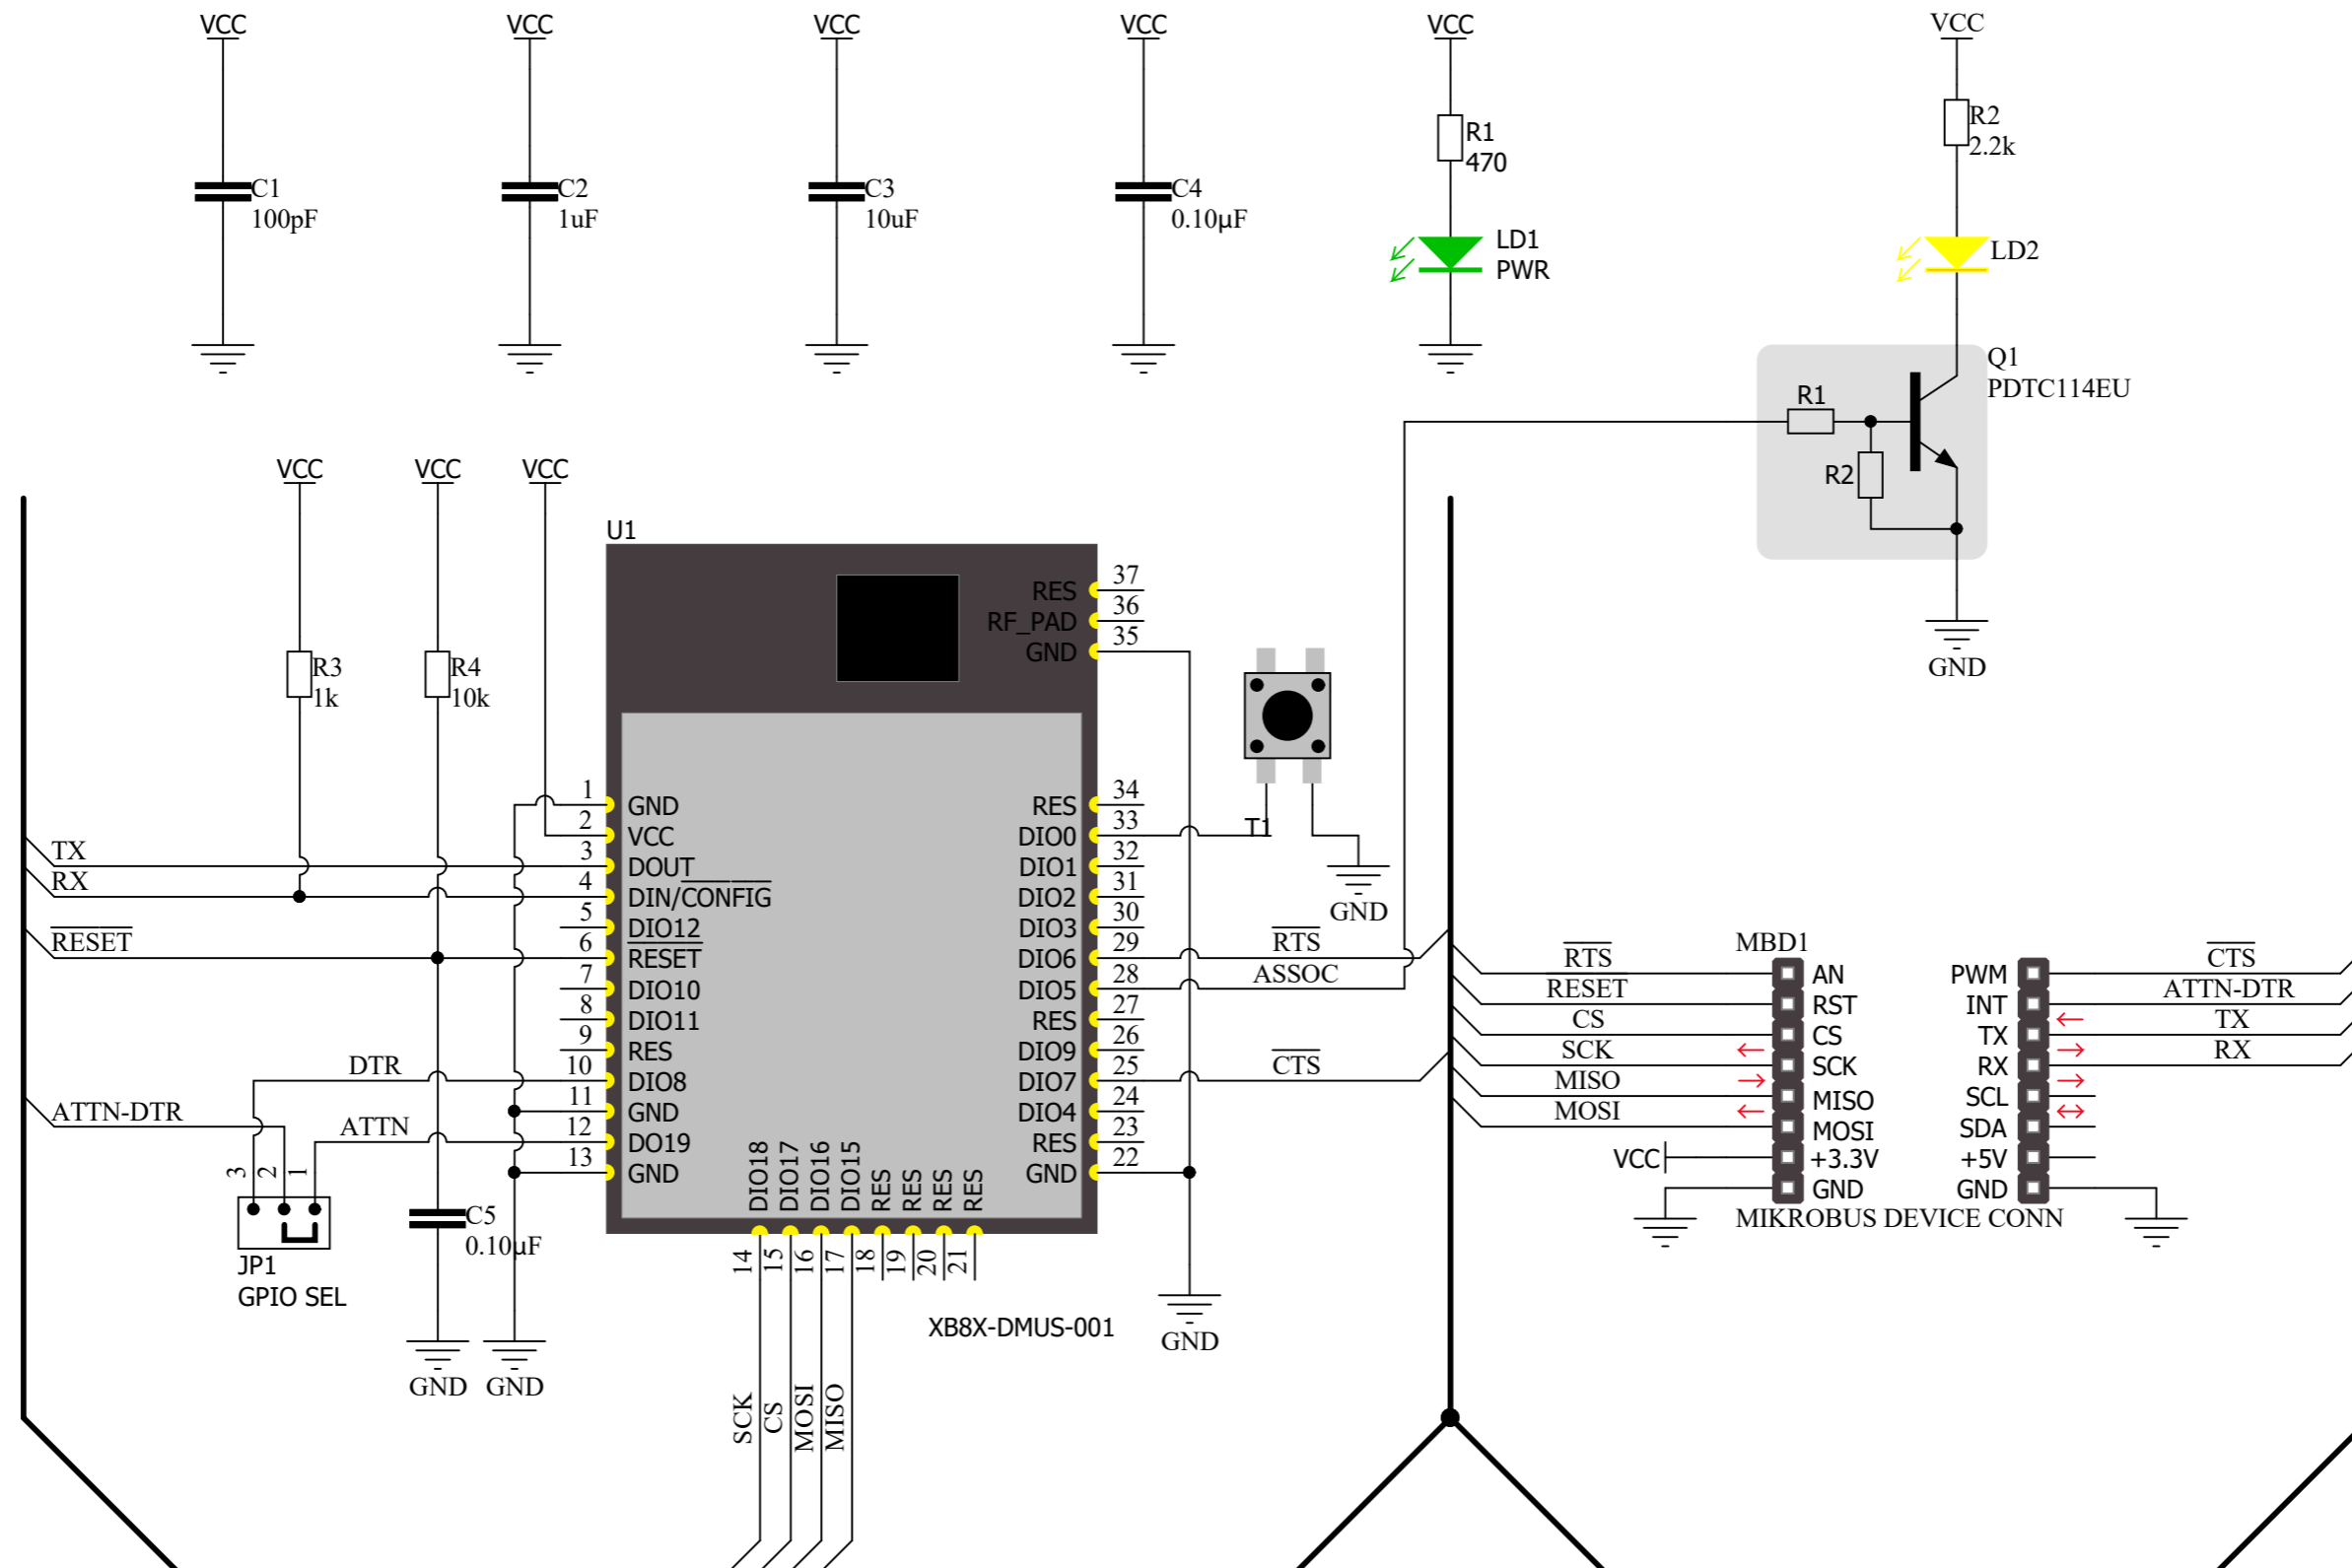 VCC
VCC
VCC
VCC
VCC
VCC
C1
100pF
C2
1uF
C3
10uF
C4
0.10µF
R1
470
LD1
PWR
R2
2.2k
LD2
Q1
PDTC114EU
R1
R2
GND
VCC
VCC
VCC
R3
1k
R4
10k
U1
RES 37
RF_PAD 36
GND 35
1 GND
2 VCC
3 DOUT
4 DIN/CONFIG
5 DIO12
6 RESET
7 DIO10
8 DIO11
9 RES
10 DIO8
11 GND
12 DO19
13 GND
RES 34
DIO0 33
DIO1 32
DIO2 31
DIO3 30
DIO6 29
DIO5 28
RES 27
DIO9 26
DIO7 25
DIO4 24
RES 23
GND 22
DIO18
DIO17
DIO16
DIO15
RES
RES
RES
RES
14
15
16
17
18
19
20
21
TX
RX
RESET
DTR
ATTN-DTR
ATTN
3
2
1
JP1
GPIO SEL
C5
0.10µF
GND
GND
SCK
CS
MOSI
MISO
XB8X-DMUS-001
GND
T1
GND
RTS
ASSOC
CTS
MBD1
RTS
RESET
CS
SCK
MISO
MOSI
VCC
AN
RST
CS
SCK
MISO
MOSI
+3.3V
GND
PWM
INT
TX
RX
SCL
SDA
+5V
GND
CTS
ATTN-DTR
TX
RX
MIKROBUS DEVICE CONN